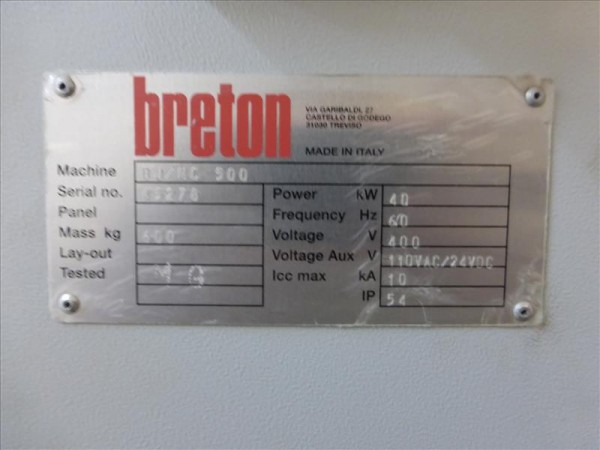 breton
VIA GARIBALDI, 27
CASTELLO DI GODEGO
31030 TREVISO
MADE IN ITALY
Machine 500
Serial no.
Panel
Mass kg
Lay-out
Tested
Power kW 40
Frequency Hz 60
Voltage V 400
Voltage Aux V 110VAC/24VDC
Icc max kA 10
IP 54